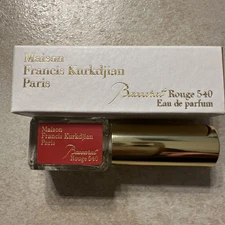 Maison
Francis Kurkdjian
Paris
Baccarat Rouge 540
Eau de parfum
Maison
Francis Kurkdjian
Paris
Baccarat
Rouge 540